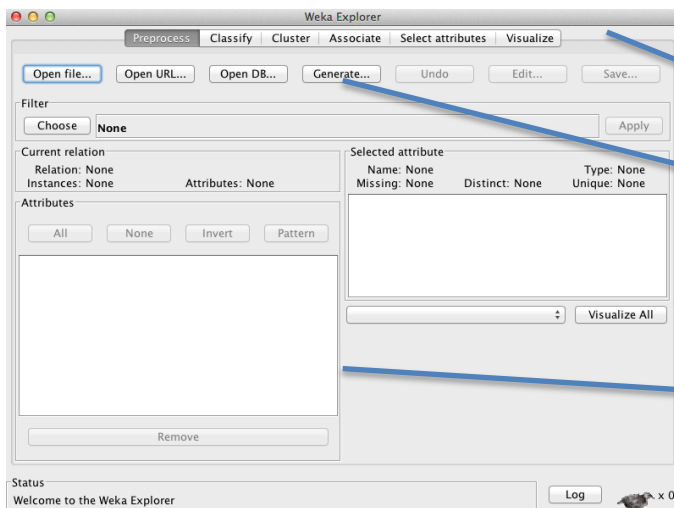 Weka Explorer
Preprocess Classify Cluster Associate Select attributes Visualize
Open file... Open URL... Open DB... Generate... Undo Edit... Save...
Filter
Choose None Apply
Current relation
Relation: None
Instances: None Attributes: None
Selected attribute
Name: None Type: None
Missing: None Distinct: None Unique: None
Attributes
All None Invert Pattern
Visualize All
Remove
Status
Welcome to the Weka Explorer
Log x 0